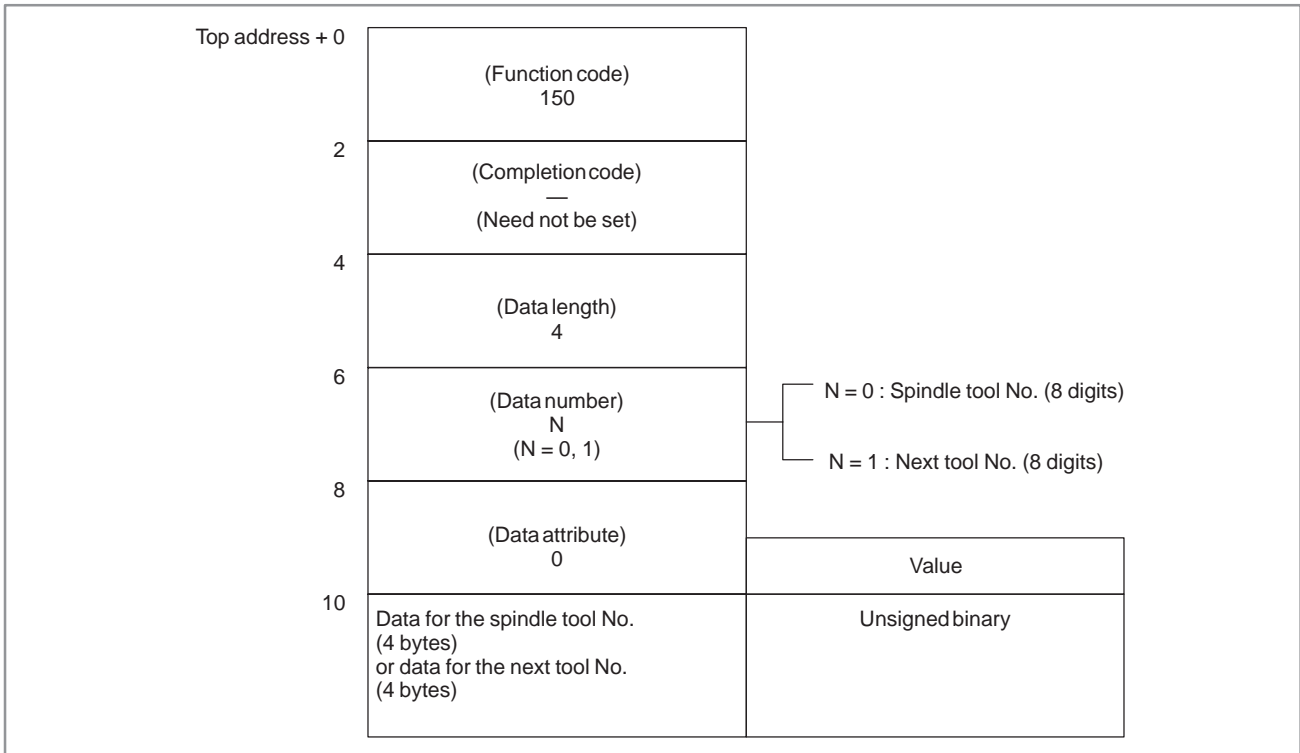 Top address + 0
(Function code)
150
2
(Completion code)
—
(Need not be set)
4
(Data length)
4
6
(Data number)
N
(N = 0, 1)
N = 0 : Spindle tool No. (8 digits)
N = 1 : Next tool No. (8 digits)
8
(Data attribute)
0
Value
10
Data for the spindle tool No.
(4 bytes)
or data for the next tool No.
(4 bytes)
Unsigned binary